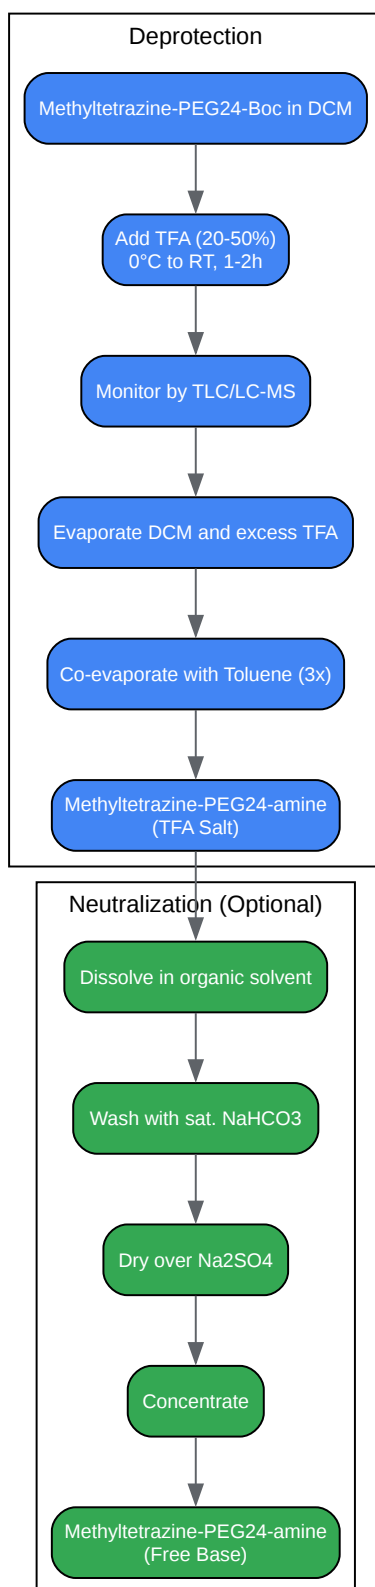 Deprotection
Methyltetrazine-PEG24-Boc in DCM
Add TFA (20-50%)
0°C to RT, 1-2h
Monitor by TLC/LC-MS
Evaporate DCM and excess TFA
Co-evaporate with Toluene (3x)
Methyltetrazine-PEG24-amine
(TFA Salt)
Neutralization (Optional)
Dissolve in organic solvent
Wash with sat. NaHCO3
Dry over Na2SO4
Concentrate
Methyltetrazine-PEG24-amine
(Free Base)